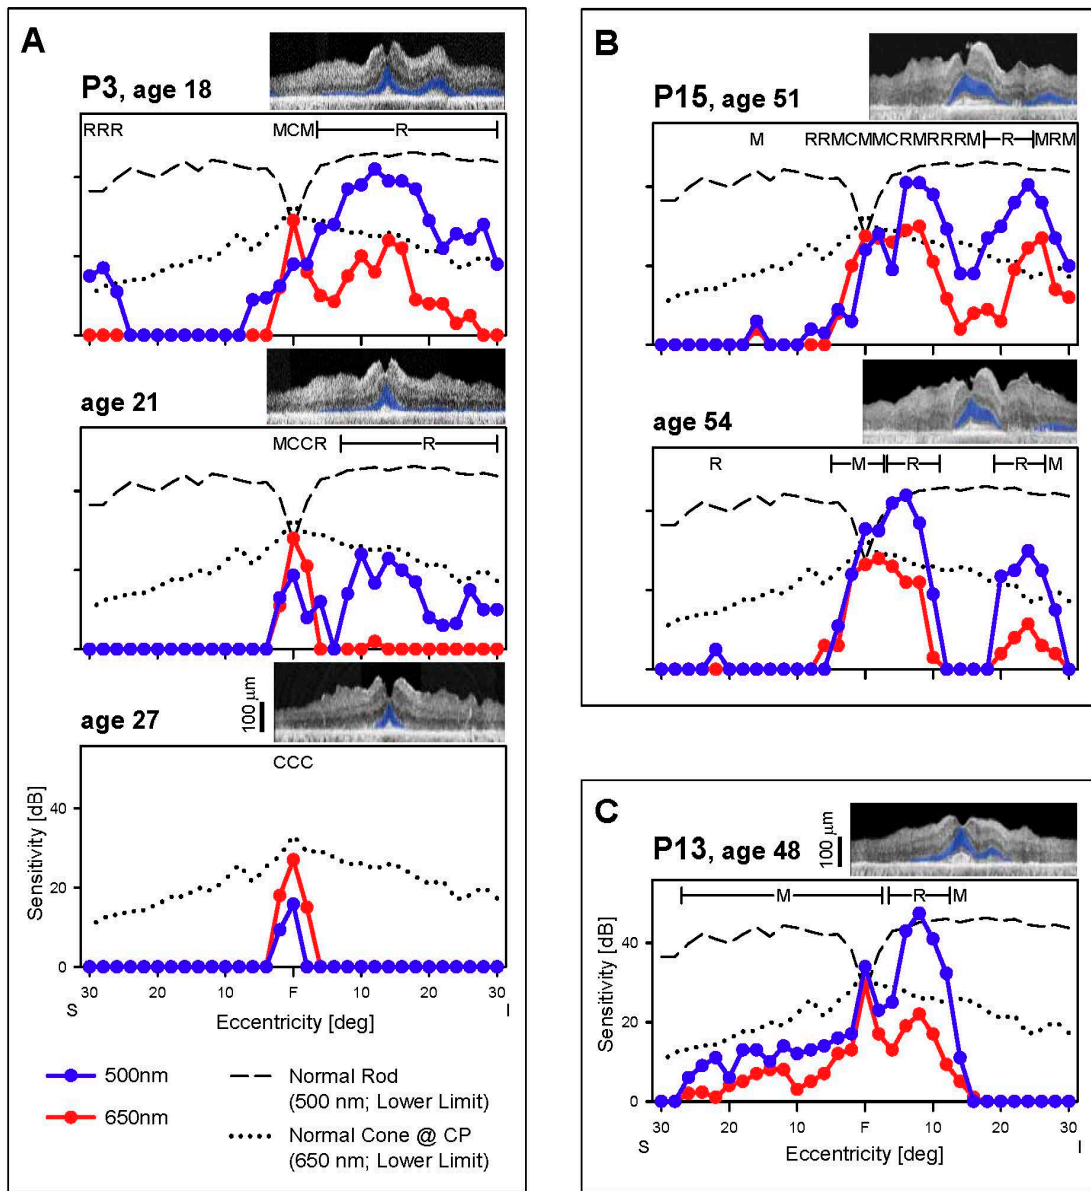 A
P3, age 18
RRR MCM R
age 21
MCCR R
100 µm
age 27
CCC
40
20
0
Sensitivity [dB]
30 20 10 F 10 20 30
S Eccentricity [deg] I
500nm
650nm
Normal Rod
(500 nm; Lower Limit)
Normal Cone @ CP
(650 nm; Lower Limit)
B
P15, age 51
M RRMCMMCRMRRRM R MRM
age 54
R M R R M
C
P13, age 48
100 µm
M R M
40
20
0
Sensitivity [dB]
30 20 10 F 10 20 30
S Eccentricity [deg] I